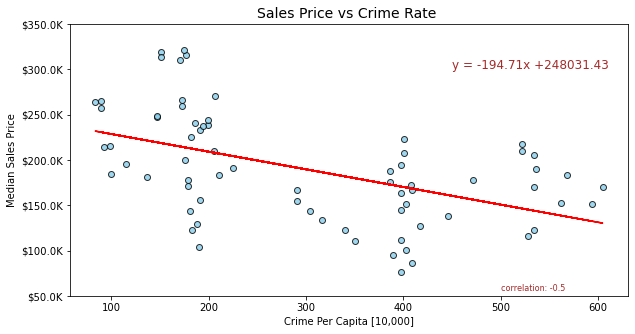 Sales Price vs Crime Rate
$350.0K
$300.0K
$250.0K
$200.0K
$150.0K
$100.0K
$50.0K
Median Sales Price
y = -194.71x +248031.43
correlation: -0.5
100 200 300 400 500 600
Crime Per Capita [10,000]